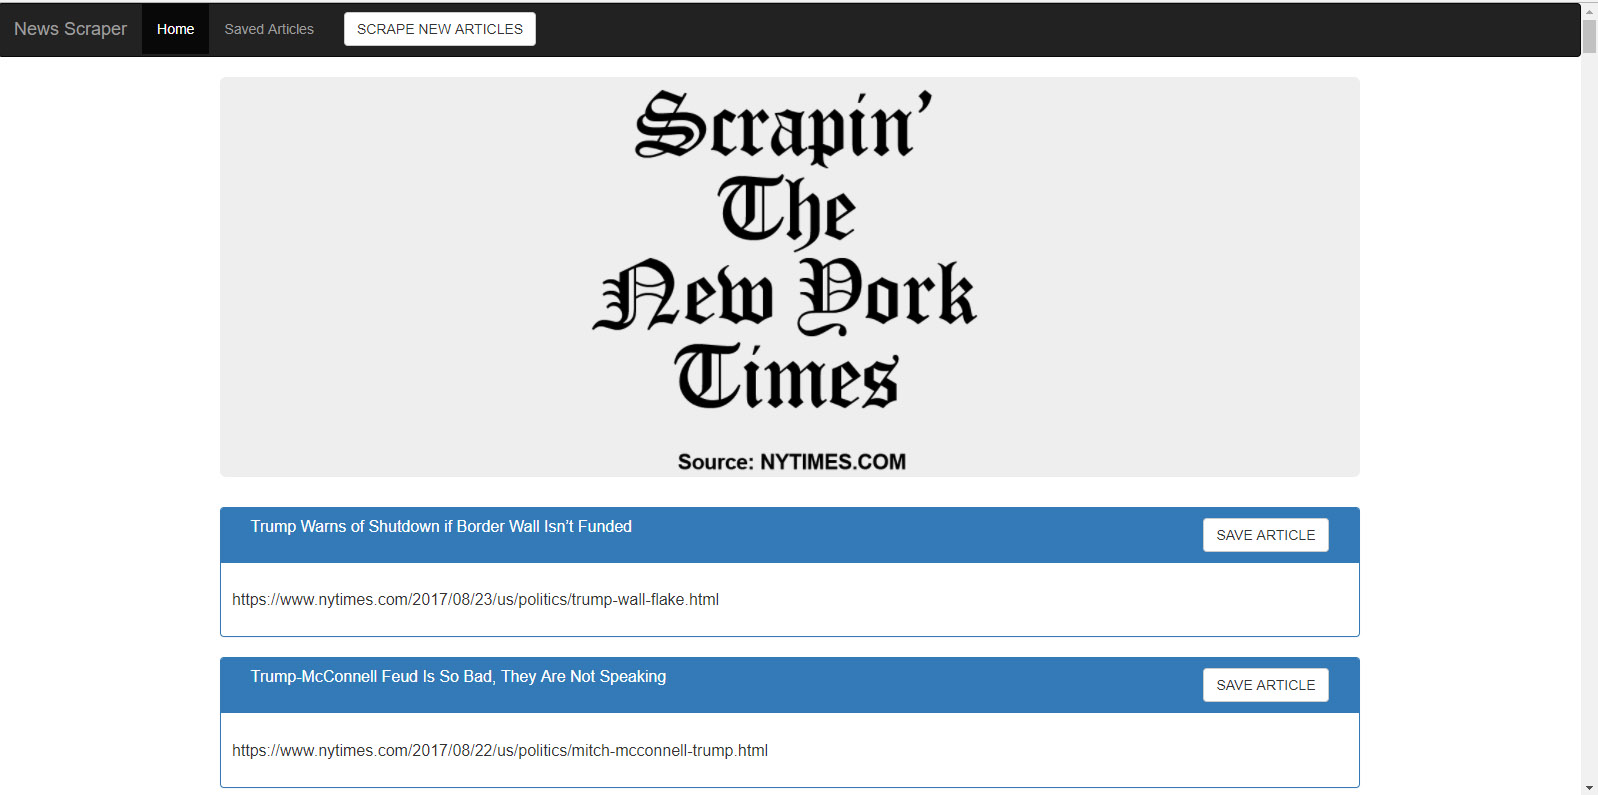 News Scraper Home Saved Articles SCRAPE NEW ARTICLES
Scrapin’
The
New York
Times
Source: NYTIMES.COM
Trump Warns of Shutdown if Border Wall Isn’t Funded SAVE ARTICLE
https://www.nytimes.com/2017/08/23/us/politics/trump-wall-flake.html
Trump-McConnell Feud Is So Bad, They Are Not Speaking SAVE ARTICLE
https://www.nytimes.com/2017/08/22/us/politics/mitch-mcconnell-trump.html